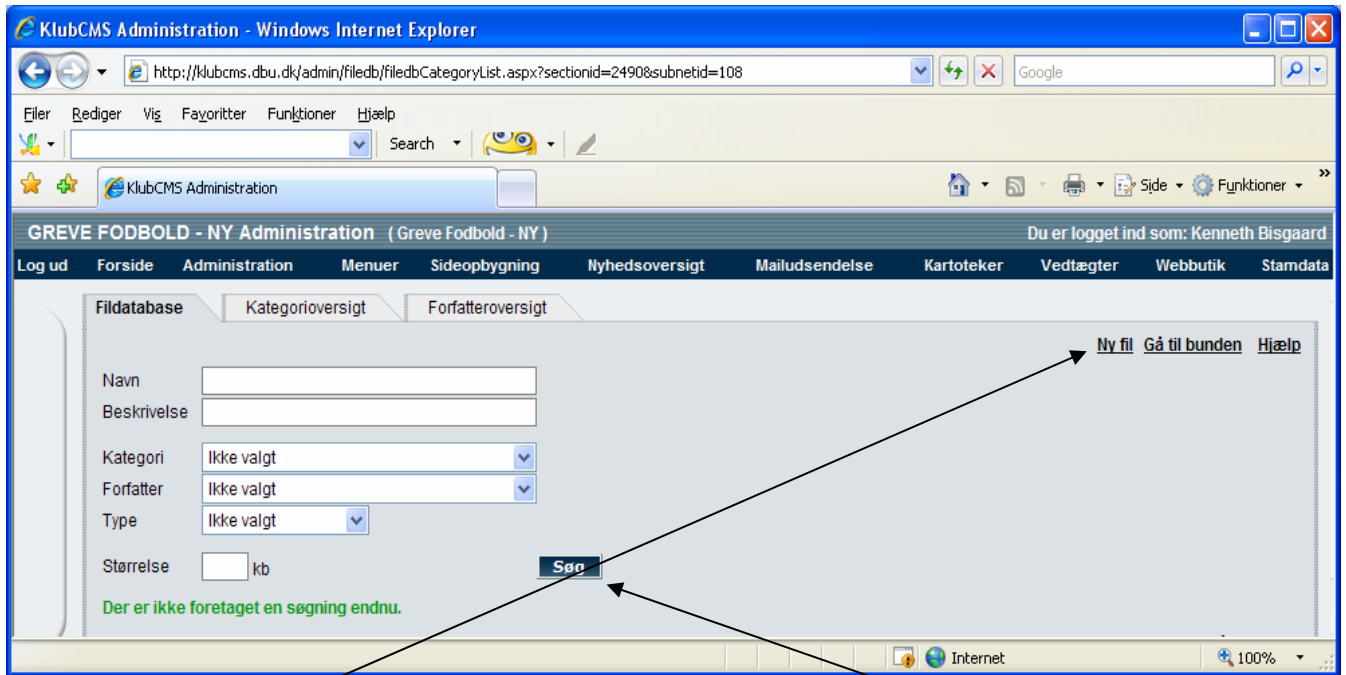 KlubCMS Administration - Windows Internet Explorer
http://klubcms.dbu.dk/admin/filedb/filedbCategoryList.aspx?sectionid=2490&subnetid=108
Google
Filer Rediger Vis Favoritter Funktioner Hjælp
Search
KlubCMS Administration
Side Funktioner »
GREVE FODBOLD - NY Administration ( Greve Fodbold - NY )
Du er logget ind som: Kenneth Bisgaard
Log ud Forside Administration Menuer Sideopbygning Nyhedsoversigt Mailudsendelse Kartoteker Vedtægter Webbutik Stamdata
Fildatabase Kategorioversigt Forfatteroversigt
Ny fil Gå til bunden Hjælp
Navn
Beskrivelse
Kategori Ikke valgt
Forfatter Ikke valgt
Type Ikke valgt
Størrelse kb Søg
Der er ikke foretaget en søgning endnu.
Internet 100%